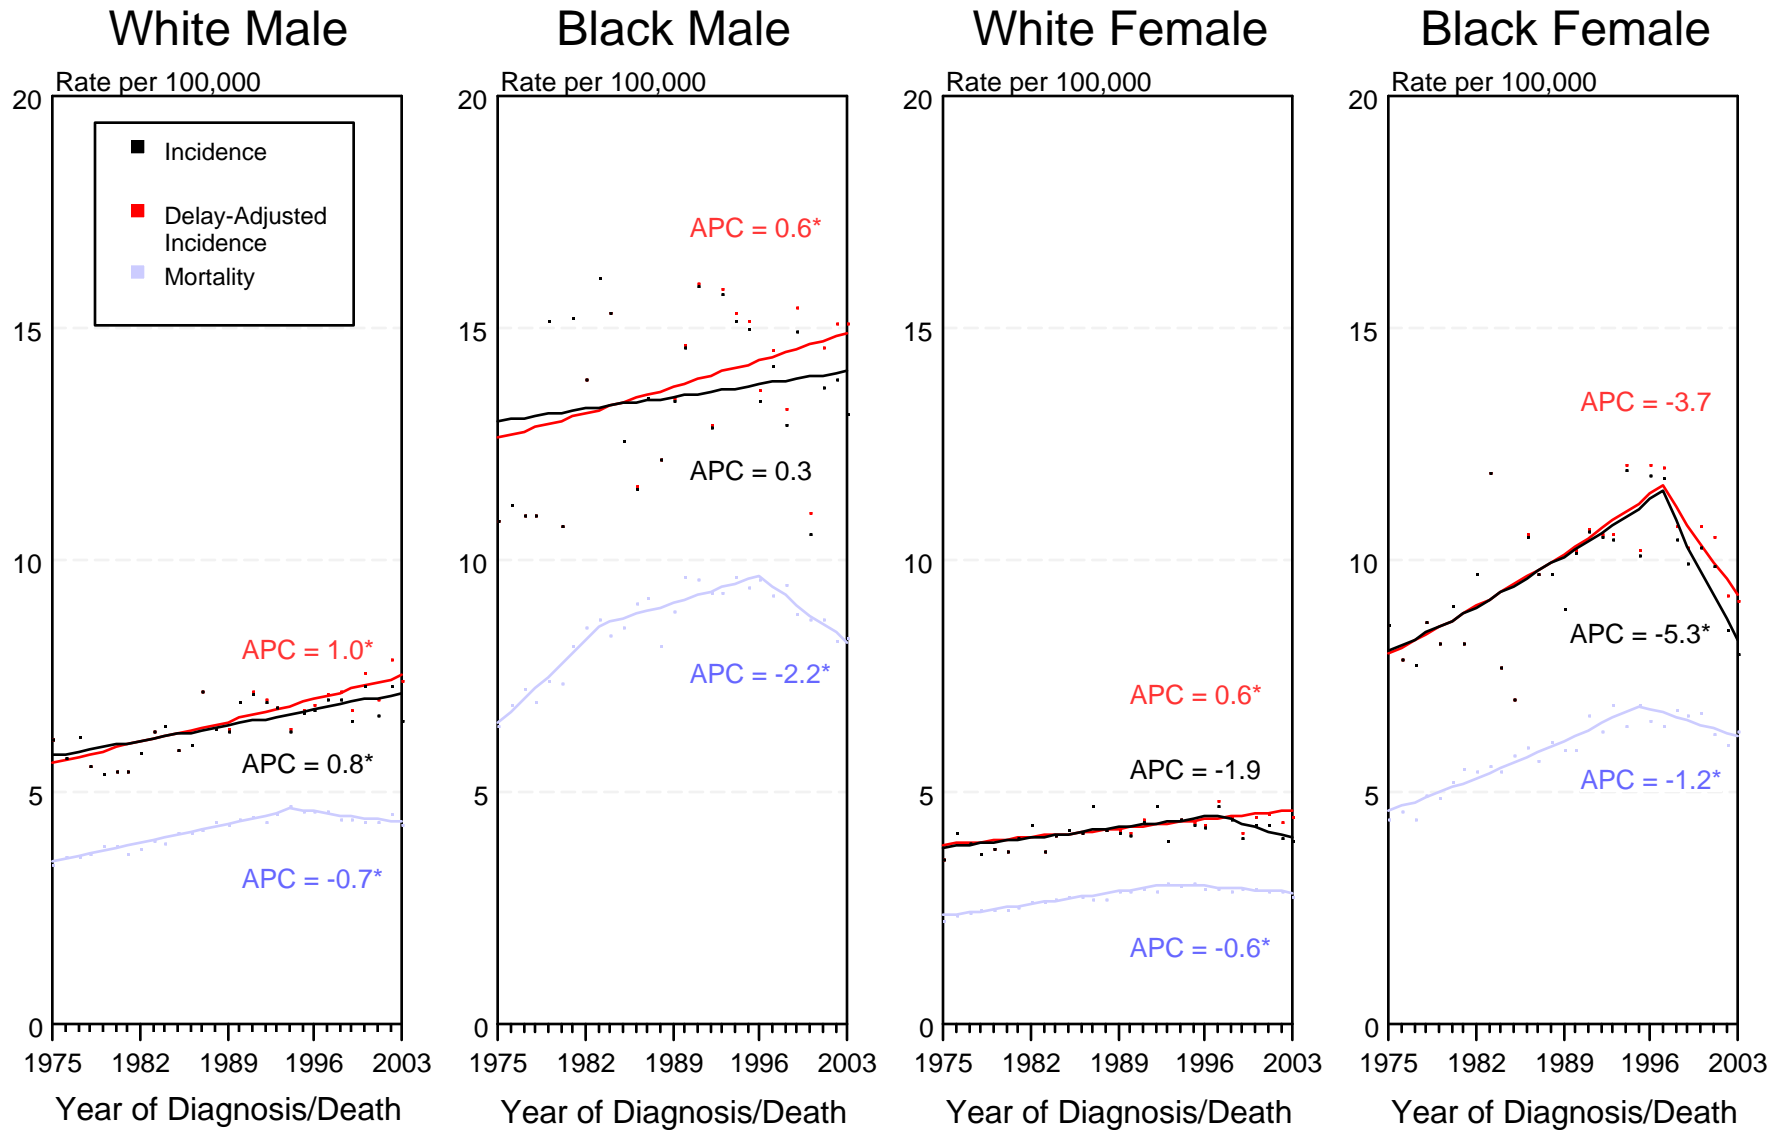 White Male
Rate per 100,000
20
Incidence
Delay-Adjusted
Incidence
Mortality
15
10
APC = 1.0*
APC = 0.8*
5
APC = -0.7*
0
1975 1982 1989 1996 2003
Year of Diagnosis/Death
Black Male
Rate per 100,000
20
APC = 0.6*
15
APC = 0.3
10
APC = -2.2*
5
0
1975 1982 1989 1996 2003
Year of Diagnosis/Death
White Female
Rate per 100,000
20
15
10
APC = 0.6*
APC = -1.9
5
APC = -0.6*
0
1975 1982 1989 1996 2003
Year of Diagnosis/Death
Black Female
Rate per 100,000
20
15
APC = -3.7
10
APC = -5.3*
APC = -1.2*
5
0
1975 1982 1989 1996 2003
Year of Diagnosis/Death